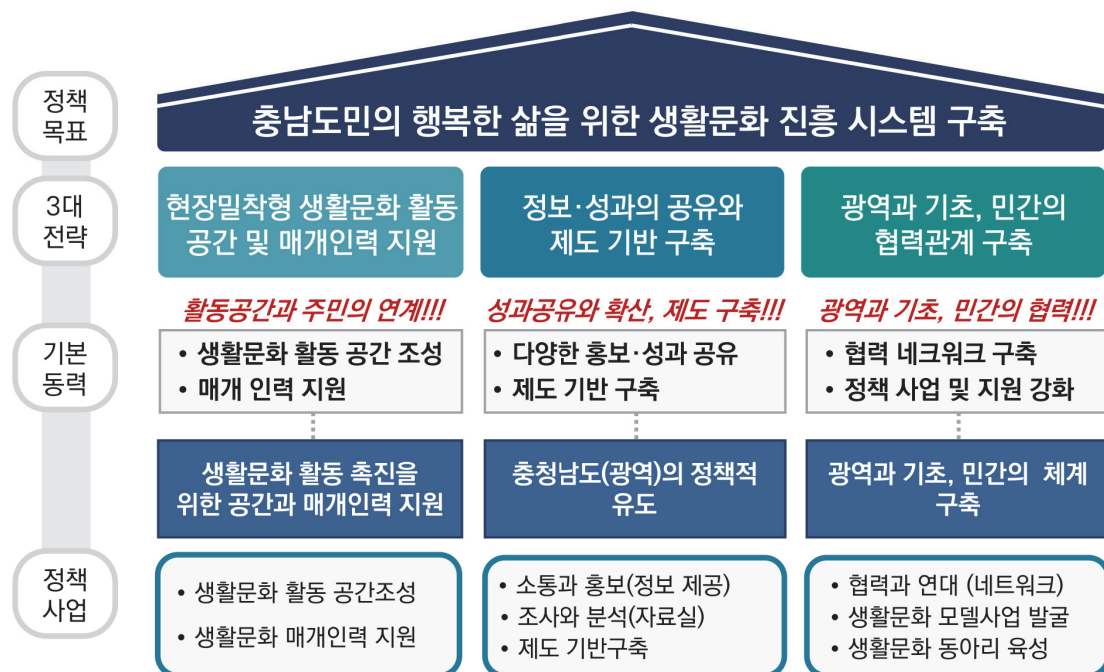 정책
목표
충남도민의 행복한 삶을 위한 생활문화 진흥 시스템 구축
3대
전략
현장밀착형 생활문화 활동
공간 및 매개인력 지원
정보·성과의 공유와
제도 기반 구축
광역과 기초, 민간의
협력관계 구축
기본
동력
활동공간과 주민의 연계!!!
• 생활문화 활동 공간 조성
• 매개 인력 지원
성과공유와 확산, 제도 구축!!!
• 다양한 홍보·성과 공유
• 제도 기반 구축
광역과 기초, 민간의 협력!!!
• 협력 네크워크 구축
• 정책 사업 및 지원 강화
생활문화 활동 촉진을
위한 공간과 매개인력 지원
충청남도(광역)의 정책적
유도
광역과 기초, 민간의 체계
구축
정책
사업
• 생활문화 활동 공간조성
• 생활문화 매개인력 지원
• 소통과 홍보(정보 제공)
• 조사와 분석(자료실)
• 제도 기반구축
• 협력과 연대 (네트워크)
• 생활문화 모델사업 발굴
• 생활문화 동아리 육성